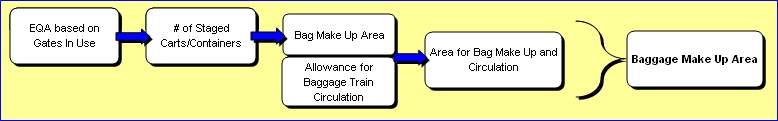 EQA based on
Gates In Use
# of Staged
Carts/Containers
Bag Make Up Area
Allowance for
Baggage Train
Circulation
Area for Bag Make Up and
Circulation
Baggage Make Up Area